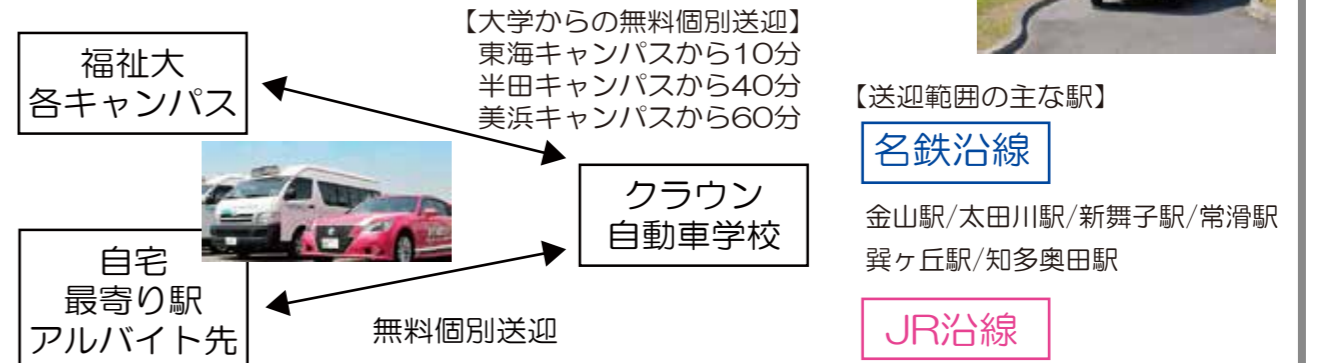 【大学からの無料個別送迎】
東海キャンパスから10分
半田キャンパスから40分
美浜キャンパスから60分
福祉大
各キャンパス
クラウン
自動車学校
自宅
最寄り駅
アルバイト先
無料個別送迎
【送迎範囲の主な駅】
名鉄沿線
金山駅/太田川駅/新舞子駅/常滑駅
巽ヶ丘駅/知多奥田駅
JR沿線